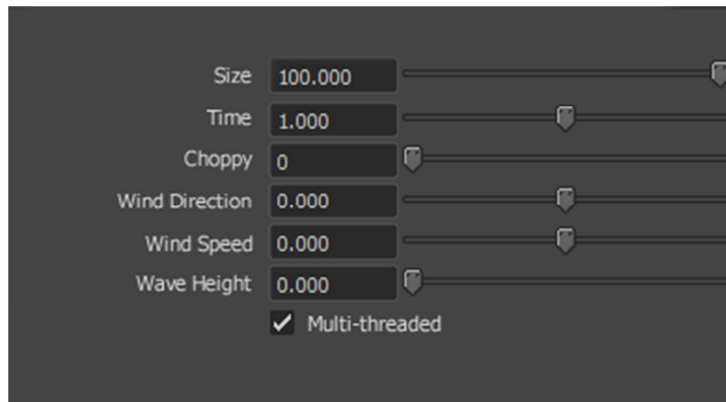 Size 100.000
Time 1.000
Choppy 0
Wind Direction 0.000
Wind Speed 0.000
Wave Height 0.000
Multi-threaded